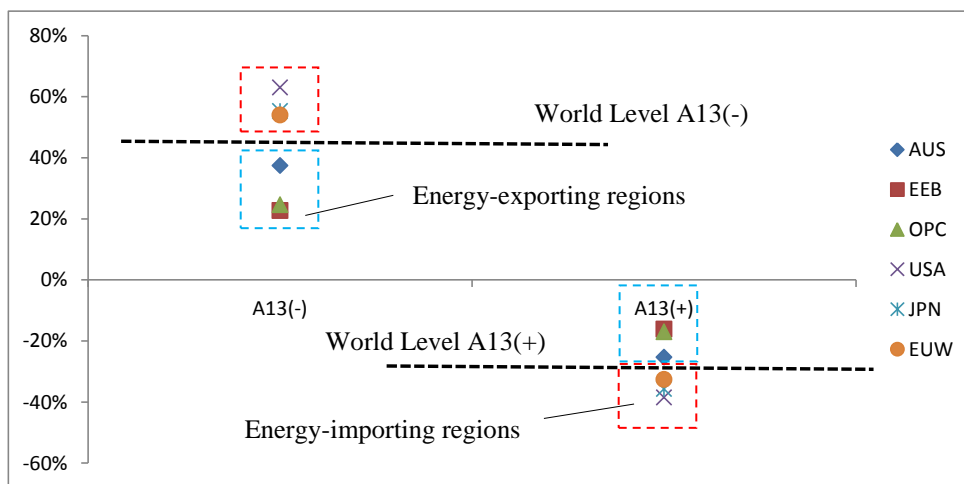 80%
60%
World Level A13(-)
40%
AUS
Energy-exporting regions
EEB
20%
OPC
0%
USA
A13(-)
A13(+)
JPN
World Level A13(+)
-20%
EUW
-40%
Energy-importing regions
-60%